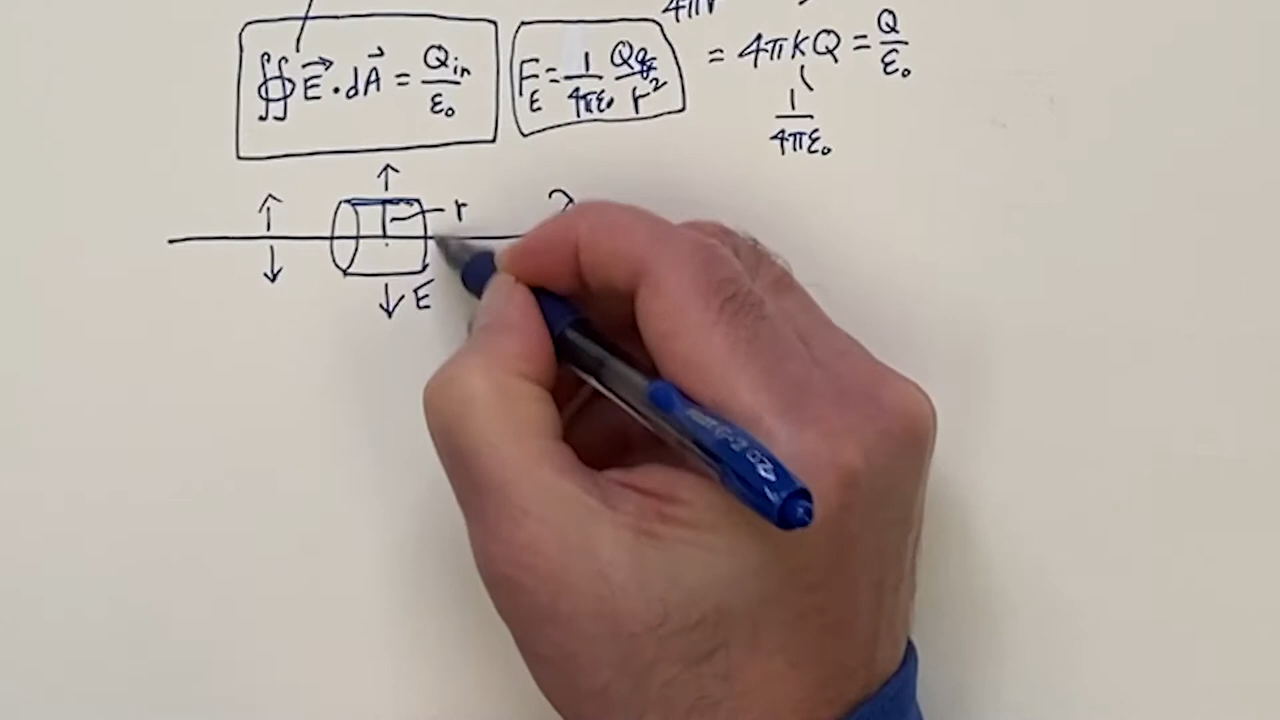 ∯ E⃗ · dA⃗ = Q_in/ε₀
F_E = 1/4πε₀ Qq/r²
= 4πkQ = Q/ε₀
1/4πε₀
r
E